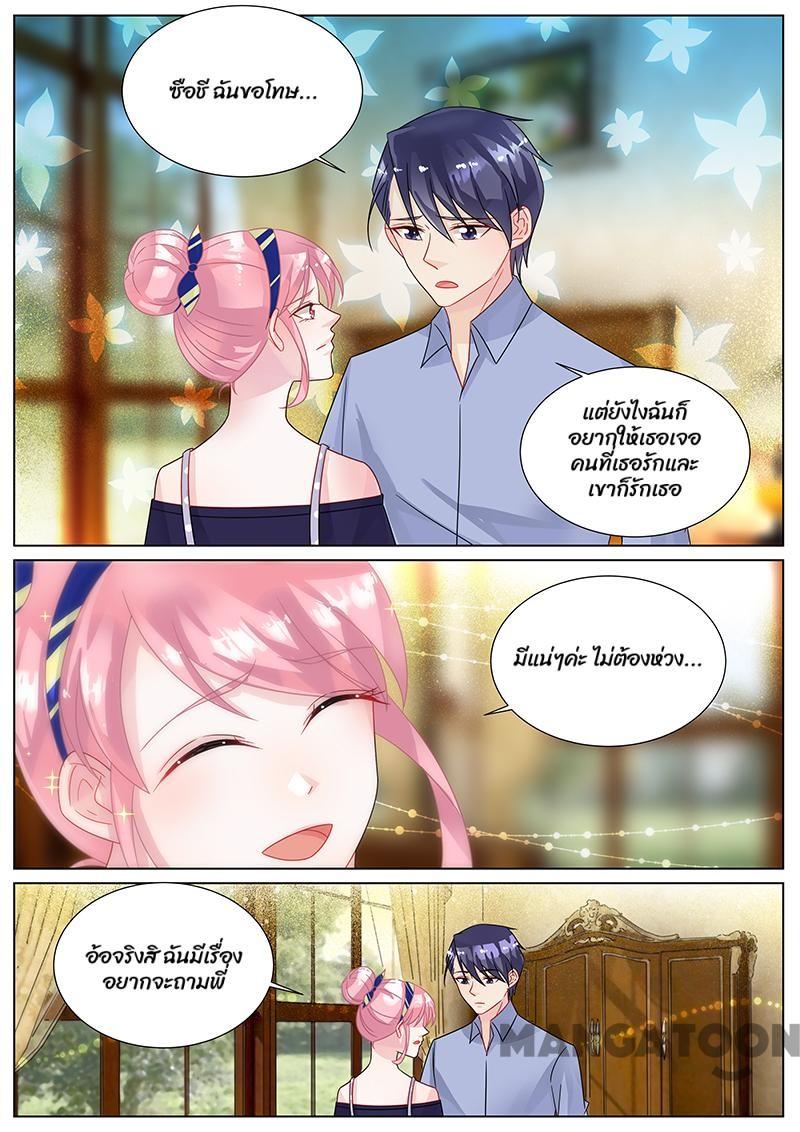 ซือชี ฉันขอโทษ...
แต่ยังไงฉันก็
อยากให้เธอเจอ
คนที่เธอรักและ
เขาก็รักเธอ
มีแน่ๆค่ะ ไม่ต้องห่วง...
อ้อจริงสิ ฉันมีเรื่อง
อยากจะถามพี่
MANGATOON